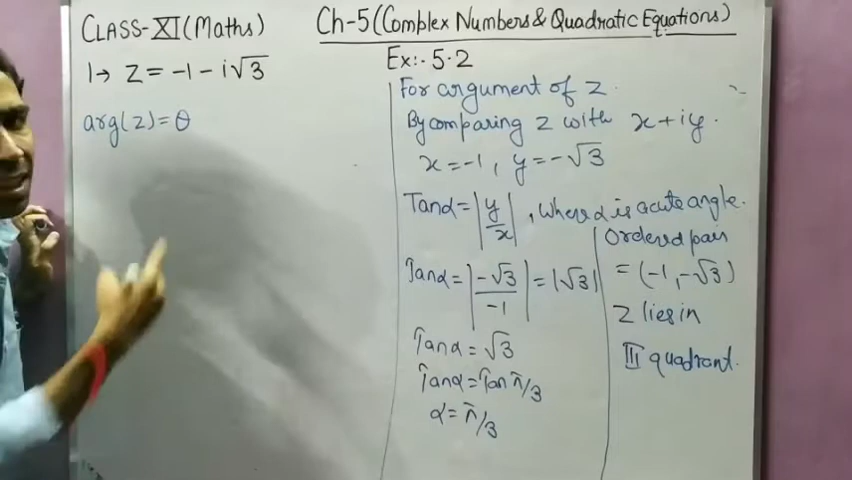 CLASS-XI(Maths)
Ch-5(Complex Numbers & Quadratic Equations)
Ex:- 5.2
1→ Z = -1 - i√3
arg(z) = θ
For argument of z.
By comparing z with x + iy.
x = -1, y = -√3
Tanα = |y/x|, where α is acute angle.
Tanα = |-√3/-1| = |√3|
Tanα = √3
Tanα = Tan π/3
α = π/3
Ordered pair
= (-1, -√3)
Z lies in
III quadrant.